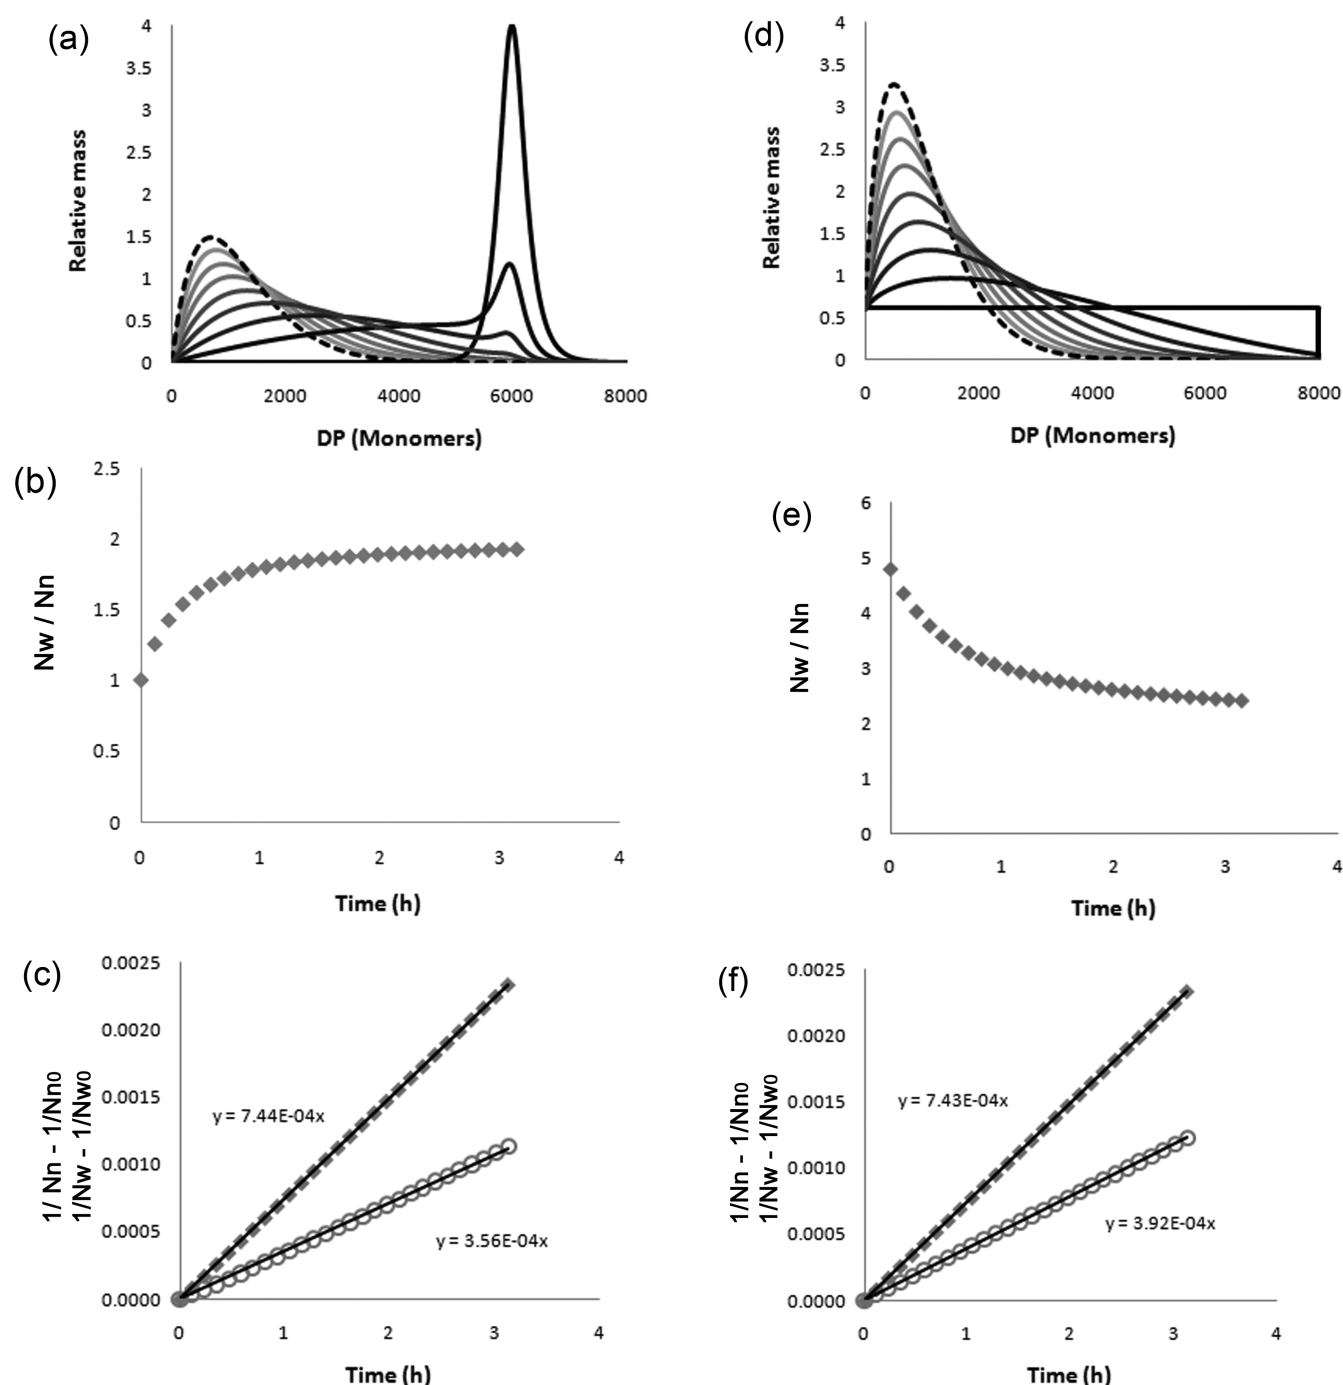 (a)
4
3.5
3
2.5
2
1.5
1
0.5
0
Relative mass
0 2000 4000 6000 8000
DP (Monomers)
(d)
4
3.5
3
2.5
2
1.5
1
0.5
0
Relative mass
0 2000 4000 6000 8000
DP (Monomers)
(b)
2.5
2
1.5
1
0.5
0
Nw / Nn
0 1 2 3 4
Time (h)
(e)
6
5
4
3
2
1
0
Nw / Nn
0 1 2 3 4
Time (h)
(c)
0.0025
0.0020
0.0015
0.0010
0.0005
0.0000
1/ Nn - 1/Nn0
1/Nw - 1/Nw0
y = 7.44E-04x
y = 3.56E-04x
0 1 2 3 4
Time (h)
(f)
0.0025
0.0020
0.0015
0.0010
0.0005
0.0000
1/Nn - 1/Nn0
1/Nw - 1/Nw0
y = 7.43E-04x
y = 3.92E-04x
0 1 2 3 4
Time (h)